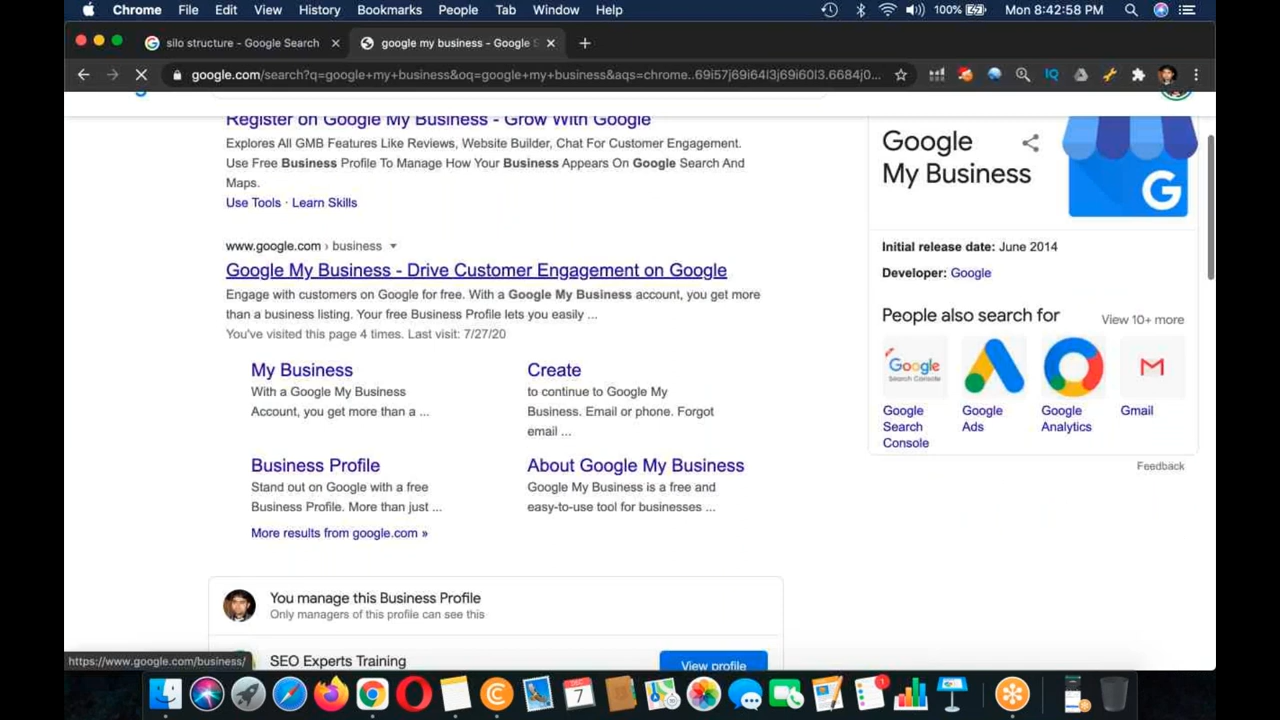 Chrome File Edit View History Bookmarks People Tab Window Help 100% Mon 8:42:58 PM
silo structure - Google Search
google my business - Google S
google.com/search?q=google+my+business&oq=google+my+business&aqs=chrome..69i57j69i64l3j69i60l3.6684j0...
IQ
Register on Google My Business - Grow With Google
Explores All GMB Features Like Reviews, Website Builder, Chat For Customer Engagement.
Use Free Business Profile To Manage How Your Business Appears On Google Search And
Maps.
Use Tools · Learn Skills
www.google.com › business
Google My Business - Drive Customer Engagement on Google
Engage with customers on Google for free. With a Google My Business account, you get more
than a business listing. Your free Business Profile lets you easily ...
You've visited this page 4 times. Last visit: 7/27/20
My Business
With a Google My Business
Account, you get more than a ...
Create
to continue to Google My
Business. Email or phone. Forgot
email ...
Business Profile
Stand out on Google with a free
Business Profile. More than just ...
About Google My Business
Google My Business is a free and
easy-to-use tool for businesses ...
More results from google.com »
You manage this Business Profile
Only managers of this profile can see this
SEO Experts Training
View profile
Google
My Business
G
Initial release date: June 2014
Developer: Google
People also search for
View 10+ more
Google
Search Console
Google
Search
Console
Google
Ads
Google
Analytics
Gmail
Feedback
https://www.google.com/business/
7
1